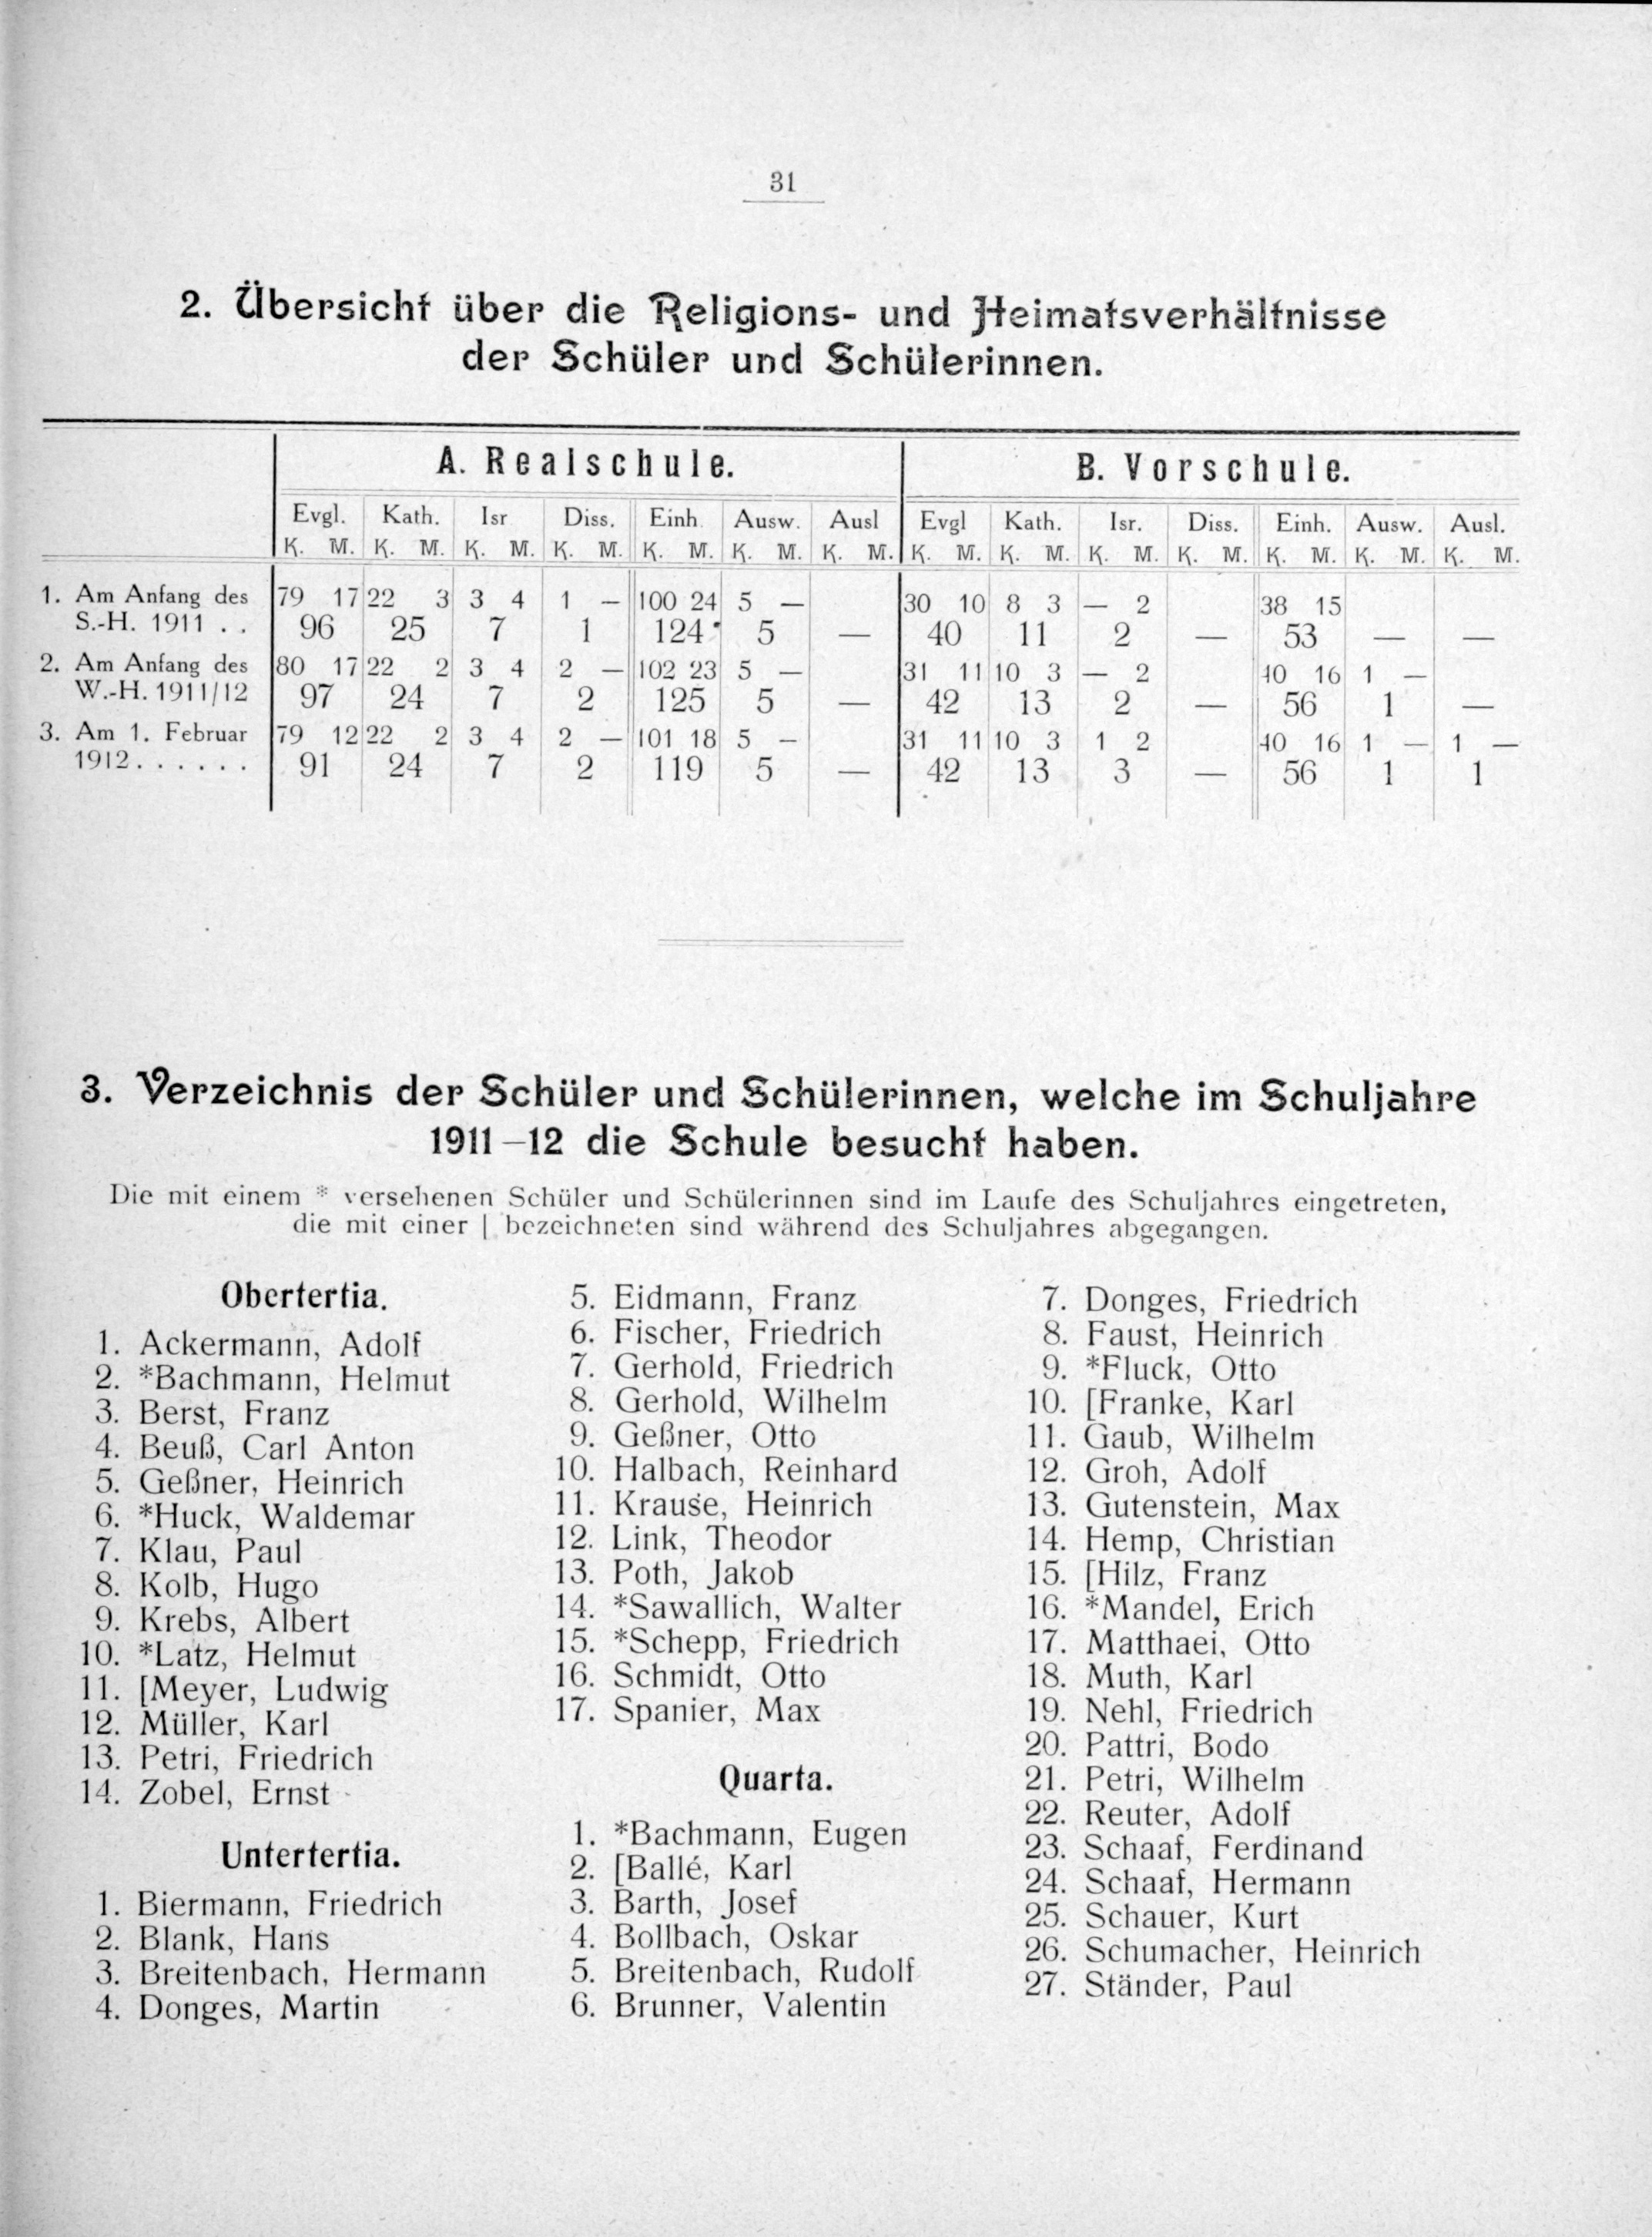 31
2. Übersicht über die Religions- und Heimatsverhältnisse
der Schüler und Schülerinnen.
A. Realschule. B. Vorschule.
Evgl. Kath. Isr Diss. Einh. Ausw. Ausl Evgl Kath. Isr. Diss. Einh. Ausw. Ausl.
K. M. K. M. K. M. K. M. K. M. K. M. K. M. K. M. K. M. K. M. K. M. K. M. K. M. K. M.
1. Am Anfang des 79 17 22 3 3 4 1 — 100 24 5 — 30 10 8 3 — 2 38 15
S.-H. 1911 . . 96 25 7 1 124 5 — 40 11 2 — 53 — —
2. Am Anfang des 80 17 22 2 3 4 2 — 102 23 5 — 31 11 10 3 — 2 40 16 1 —
W.-H. 1911/12 97 24 7 2 125 5 — 42 13 2 — 56 1 —
3. Am 1. Februar 79 12 22 2 3 4 2 — 101 18 5 — 31 11 10 3 1 2 40 16 1 — 1 —
1912. . . . . . 91 24 7 2 119 5 — 42 13 3 — 56 1 1
3. Verzeichnis der Schüler und Schülerinnen, welche im Schuljahre
1911–12 die Schule besucht haben.
Die mit einem * versehenen Schüler und Schülerinnen sind im Laufe des Schuljahres eingetreten,
die mit einer [ bezeichneten sind während des Schuljahres abgegangen.
Obertertia.
1. Ackermann, Adolf
2. *Bachmann, Helmut
3. Berst, Franz
4. Beuß, Carl Anton
5. Geßner, Heinrich
6. *Huck, Waldemar
7. Klau, Paul
8. Kolb, Hugo
9. Krebs, Albert
10. *Latz, Helmut
11. [Meyer, Ludwig
12. Müller, Karl
13. Petri, Friedrich
14. Zobel, Ernst
Untertertia.
1. Biermann, Friedrich
2. Blank, Hans
3. Breitenbach, Hermann
4. Donges, Martin
5. Eidmann, Franz
6. Fischer, Friedrich
7. Gerhold, Friedrich
8. Gerhold, Wilhelm
9. Geßner, Otto
10. Halbach, Reinhard
11. Krause, Heinrich
12. Link, Theodor
13. Poth, Jakob
14. *Sawallich, Walter
15. *Schepp, Friedrich
16. Schmidt, Otto
17. Spanier, Max
Quarta.
1. *Bachmann, Eugen
2. [Ballé, Karl
3. Barth, Josef
4. Bollbach, Oskar
5. Breitenbach, Rudolf
6. Brunner, Valentin
7. Donges, Friedrich
8. Faust, Heinrich
9. *Fluck, Otto
10. [Franke, Karl
11. Gaub, Wilhelm
12. Groh, Adolf
13. Gutenstein, Max
14. Hemp, Christian
15. [Hilz, Franz
16. *Mandel, Erich
17. Matthaei, Otto
18. Muth, Karl
19. Nehl, Friedrich
20. Pattri, Bodo
21. Petri, Wilhelm
22. Reuter, Adolf
23. Schaaf, Ferdinand
24. Schaaf, Hermann
25. Schauer, Kurt
26. Schumacher, Heinrich
27. Ständer, Paul